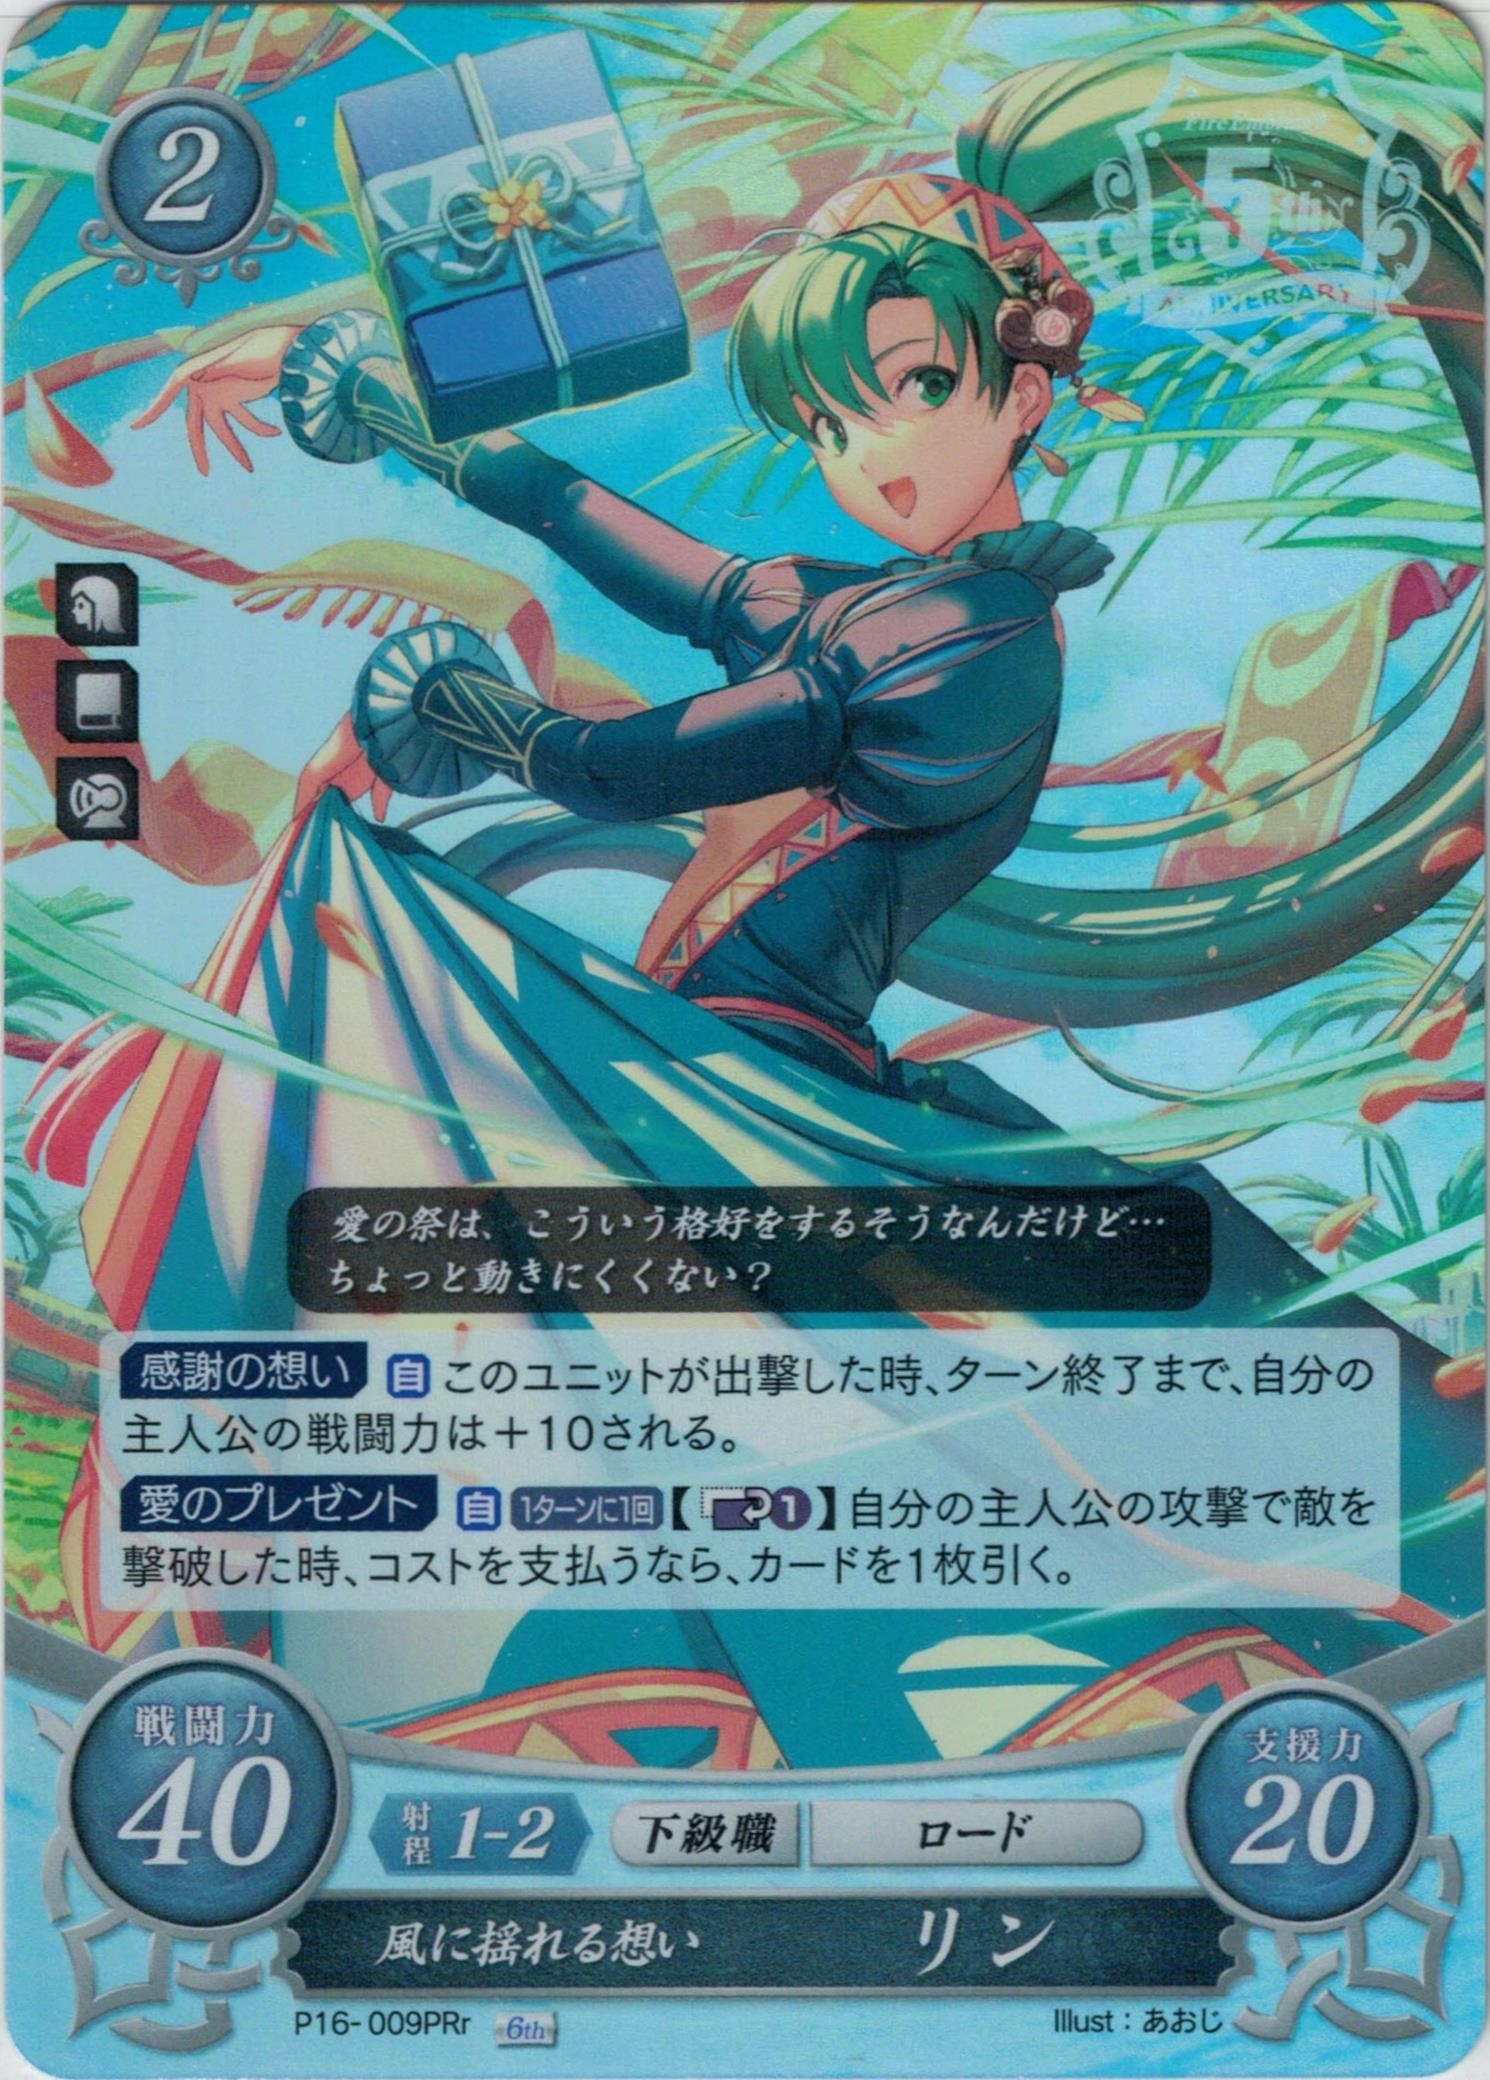 2
Fire Emblem 0
5th
ANNIVERSARY
愛の祭は、こういう格好をするそうなんだけど…
ちょっと動きにくくない？
感謝の想い 自 このユニットが出撃した時、ターン終了まで、自分の
主人公の戦闘力は＋10される。
愛のプレゼント 自 1ターンに1回【1】自分の主人公の攻撃で敵を
撃破した時、コストを支払うなら、カードを1枚引く。
戦闘力
40
射程 1-2
下級職
ロード
支援力
20
風に揺れる想い リン
P16-009PRr 6th
Illust：あおじ